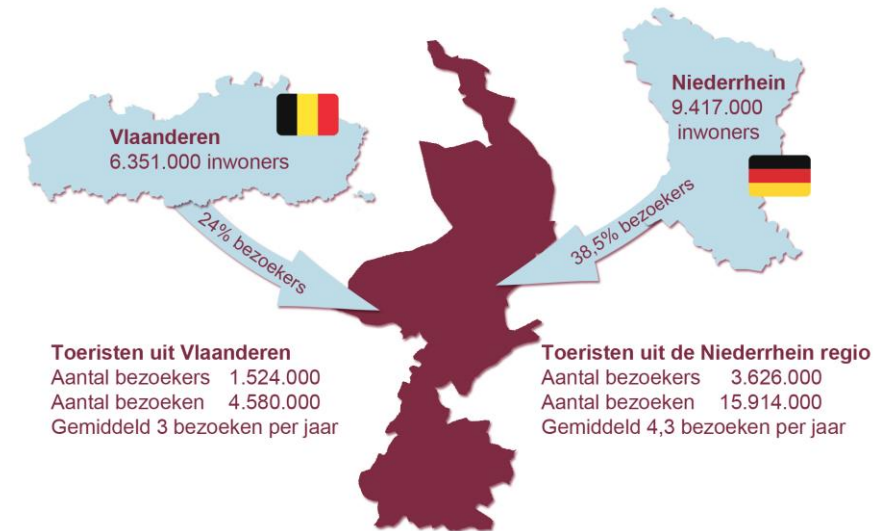 Vlaanderen
6.351.000 inwoners
24% bezoekers
Niederrhein
9.417.000
inwoners
38,5% bezoekers
Toeristen uit Vlaanderen
Aantal bezoekers 1.524.000
Aantal bezoeken 4.580.000
Gemiddeld 3 bezoeken per jaar
Toeristen uit de Niederrhein regio
Aantal bezoekers 3.626.000
Aantal bezoeken 15.914.000
Gemiddeld 4,3 bezoeken per jaar